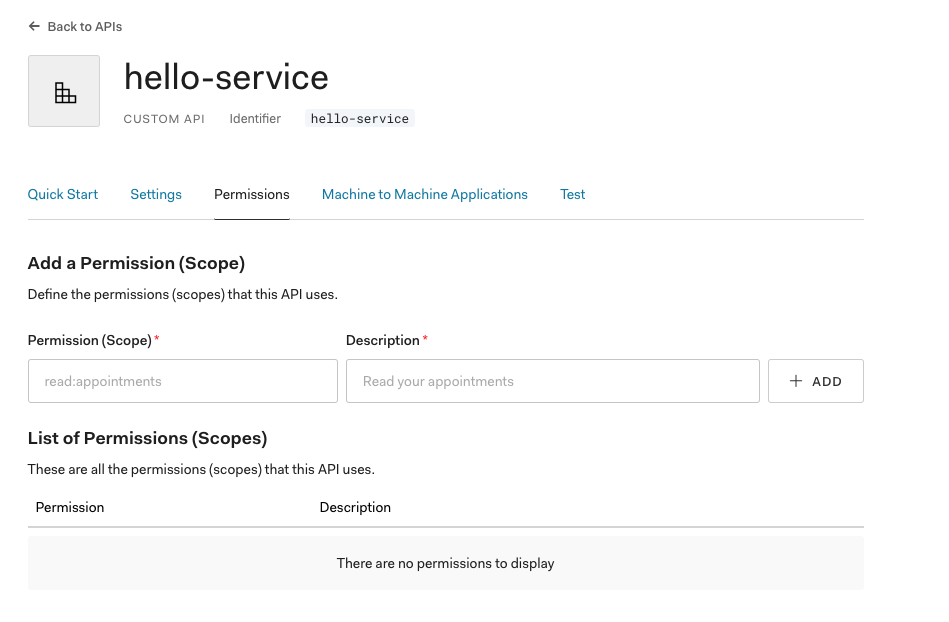 Back to APIs
hello-service
CUSTOM API Identifier hello-service
Quick Start Settings Permissions Machine to Machine Applications Test
Add a Permission (Scope)
Define the permissions (scopes) that this API uses.
Permission (Scope)* Description*
read:appointments Read your appointments + ADD
List of Permissions (Scopes)
These are all the permissions (scopes) that this API uses.
Permission Description
There are no permissions to display